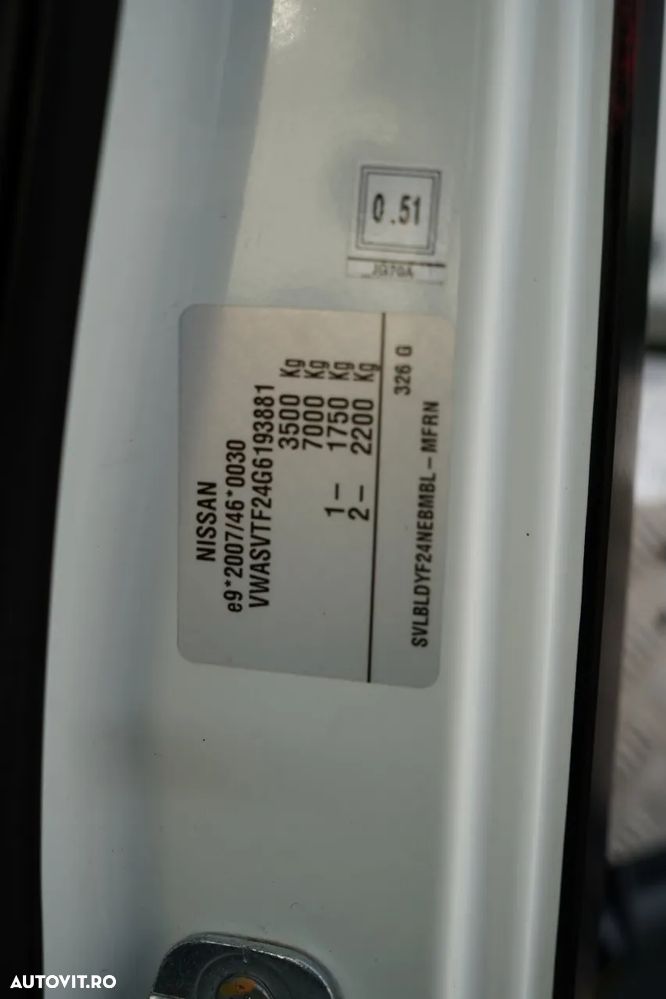 0.51
JG70A
NISSAN
e9*2007/46*0030
VWASVTF24G6193881
3500 Kg
7000 Kg
1– 1750 Kg
2– 2200 Kg
326 G
SVLBLDYF24NEBMBL – MFRN
AUTOVIT.RO